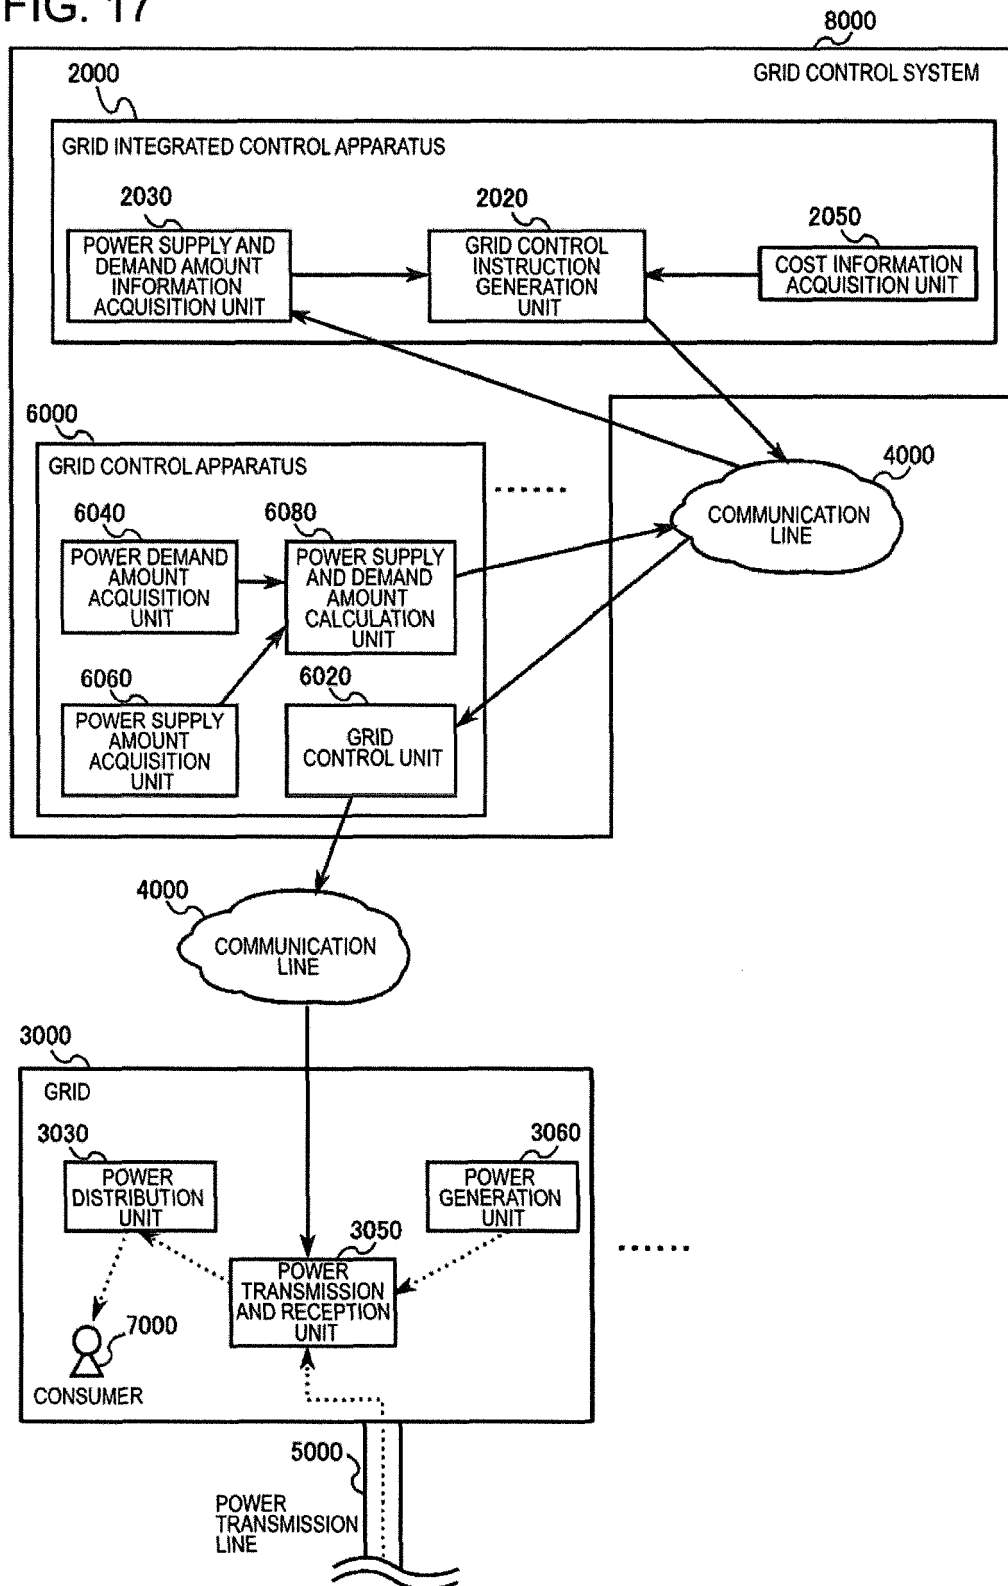 FIG. 17
8000
GRID CONTROL SYSTEM
2000
GRID INTEGRATED CONTROL APPARATUS
2030
POWER SUPPLY AND
DEMAND AMOUNT
INFORMATION
ACQUISITION UNIT
2020
GRID CONTROL
INSTRUCTION
GENERATION
UNIT
2050
COST INFORMATION
ACQUISITION UNIT
6000
GRID CONTROL APPARATUS
6040
POWER DEMAND
AMOUNT
ACQUISITION
UNIT
6080
POWER SUPPLY
AND DEMAND
AMOUNT
CALCULATION
UNIT
4000
COMMUNICATION
LINE
6060
POWER SUPPLY
AMOUNT
ACQUISITION
UNIT
6020
GRID
CONTROL UNIT
4000
COMMUNICATION
LINE
3000
GRID
3030
POWER
DISTRIBUTION
UNIT
3060
POWER
GENERATION
UNIT
3050
POWER
TRANSMISSION
AND RECEPTION
UNIT
7000
CONSUMER
5000
POWER
TRANSMISSION
LINE